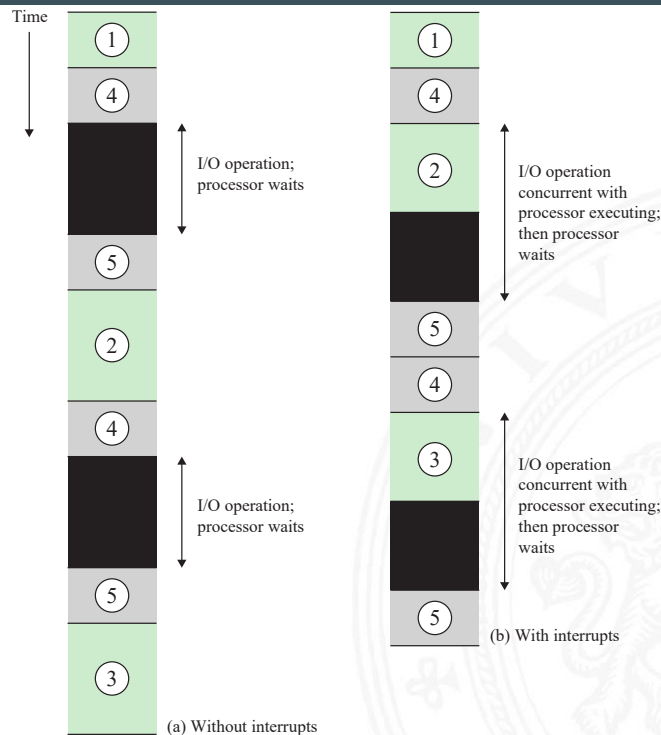 Time
1
4
I/O operation;
processor waits
5
2
4
I/O operation;
processor waits
5
3
(a) Without interrupts
1
4
2
I/O operation
concurrent with
processor executing;
then processor
waits
5
4
3
I/O operation
concurrent with
processor executing;
then processor
waits
5
(b) With interrupts
I V